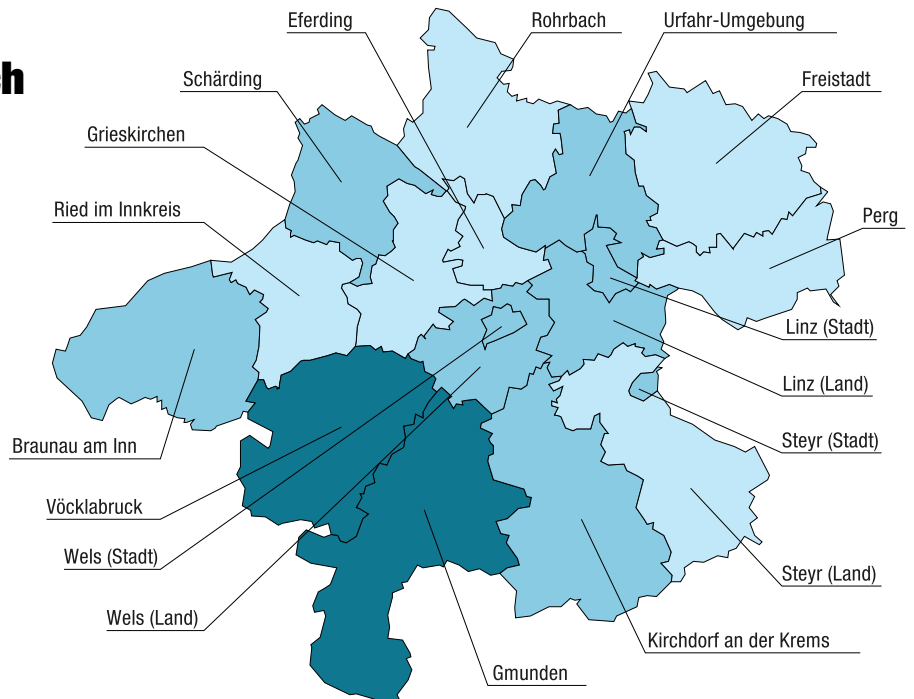 Eferding
Rohrbach
Urfahr-Umgebung
ch
Schärding
Freistadt
Grieskirchen
Ried im Innkreis
Perg
Linz (Stadt)
Linz (Land)
Braunau am Inn
Steyr (Stadt)
Vöcklabruck
Wels (Stadt)
Steyr (Land)
Wels (Land)
Kirchdorf an der Krems
Gmunden